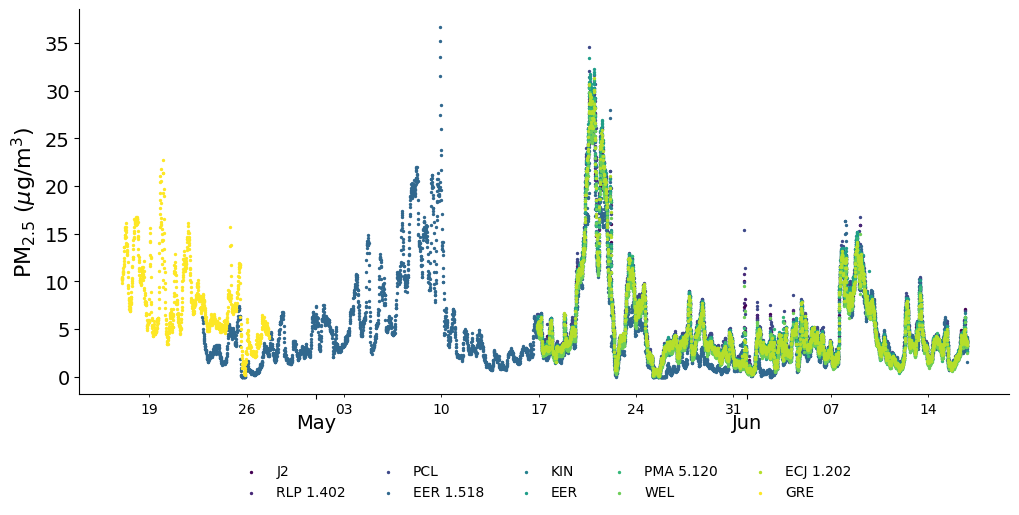 PM2.5 (μg/m3)
35
30
25
20
15
10
5
0
19 26 03 10 17 24 31 07 14
May Jun
J2 PCL KIN PMA 5.120 ECJ 1.202
RLP 1.402 EER 1.518 EER WEL GRE